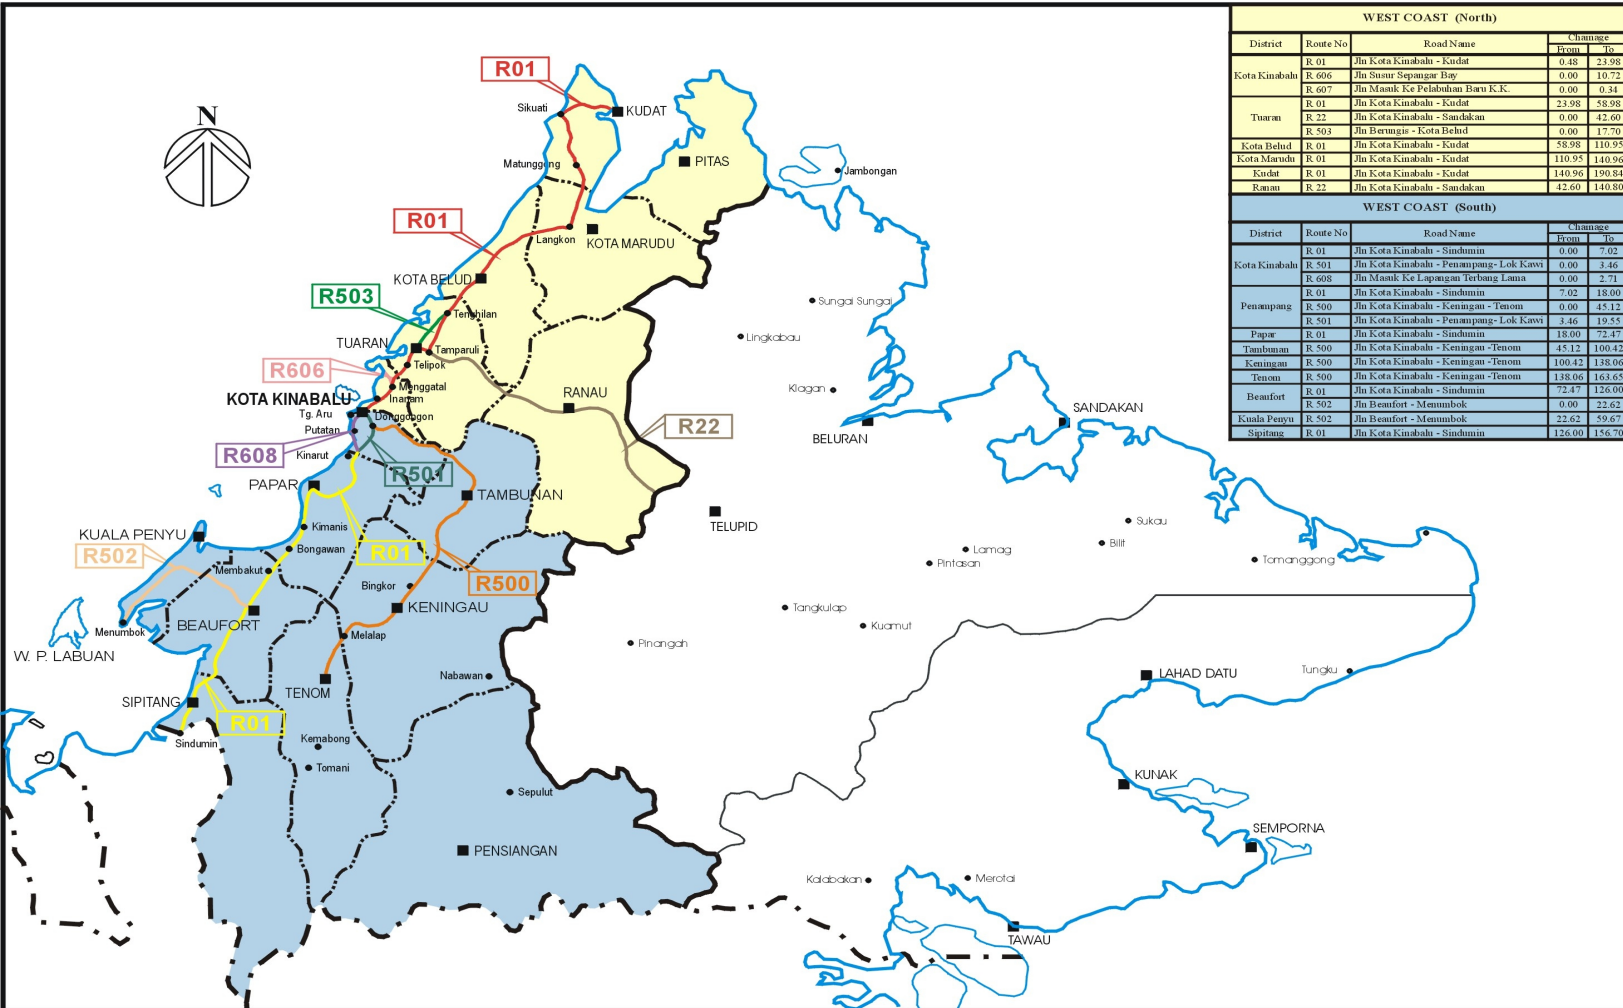 WEST COAST (North)
District Route No Road Name Chainage
From To
Kota Kinabalu R 01 Jln Kota Kinabalu - Kudat 0.48 23.98
R 606 Jln Susur Sepangar Bay 0.00 10.72
R 607 Jln Masuk Ke Pelabuhan Baru K.K. 0.00 0.34
Tuaran R 01 Jln Kota Kinabalu - Kudat 23.98 58.98
R 22 Jln Kota Kinabalu - Sandakan 0.00 42.60
R 503 Jln Berungis - Kota Belud 0.00 17.70
Kota Belud R 01 Jln Kota Kinabalu - Kudat 58.98 110.95
Kota Marudu R 01 Jln Kota Kinabalu - Kudat 110.95 140.96
Kudat R 01 Jln Kota Kinabalu - Kudat 140.96 190.84
Ranau R 22 Jln Kota Kinabalu - Sandakan 42.60 140.80
WEST COAST (South)
District Route No Road Name Chainage
From To
Kota Kinabalu R 01 Jln Kota Kinabalu - Sindumin 0.00 7.02
R 501 Jln Kota Kinabalu - Penampang- Lok Kawi 0.00 3.46
R 608 Jln Masuk Ke Lapangan Terbang Lama 0.00 2.71
Penampang R 01 Jln Kota Kinabalu - Sindumin 7.02 18.00
R 500 Jln Kota Kinabalu - Keningau - Tenom 0.00 45.12
R 501 Jln Kota Kinabalu - Penampang- Lok Kawi 3.46 19.55
Papar R 01 Jln Kota Kinabalu - Sindumin 18.00 72.47
Tambunan R 500 Jln Kota Kinabalu - Keningau -Tenom 45.12 100.42
Keningau R 500 Jln Kota Kinabalu - Keningau -Tenom 100.42 138.06
Tenom R 500 Jln Kota Kinabalu - Keningau -Tenom 138.06 163.65
Beaufort R 01 Jln Kota Kinabalu - Sindumin 72.47 126.00
R 502 Jln Beaufort - Menumbok 0.00 22.62
Kuala Penyu R 502 Jln Beaufort - Menumbok 22.62 59.67
Sipitang R 01 Jln Kota Kinabalu - Sindumin 126.00 156.70
N
R01
Sikuati
KUDAT
Matunggong
PITAS
Jambongan
R01
Langkon
KOTA MARUDU
KOTA BELUD
R503
Tenghilan
Sungai Sungai
TUARAN
Tamparuli
Lingkabau
R606
Telipok
Menggatal
RANAU
Klagan
KOTA KINABALU
Inanam
Tg. Aru
Donggongon
R22
SANDAKAN
Putatan
BELURAN
R608
Kinarut
R501
PAPAR
TAMBUNAN
TELUPID
Sukau
KUALA PENYU
Kimanis
R502
Bongawan
R01
Lamag
Bilit
Membakut
Pintasan
Tomanggong
Bingkor
R500
KENINGAU
Tangkulap
BEAUFORT
Menumbok
Melalap
Kuamut
Pinangah
W. P. LABUAN
Nabawan
LAHAD DATU
Tungku
TENOM
SIPITANG
R01
Sindumin
Kemabong
Tomani
KUNAK
Sepulut
SEMPORNA
PENSIANGAN
Kalabakan
Merotai
TAWAU